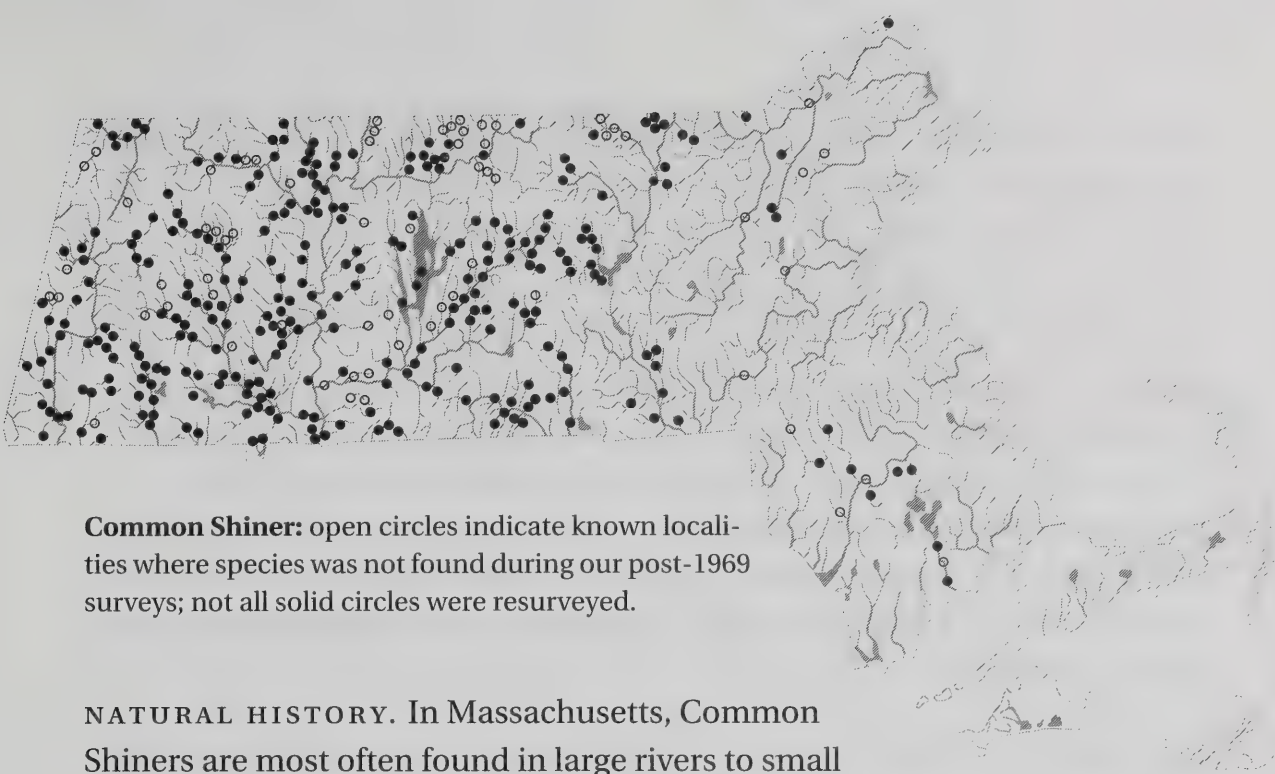 Common Shiner: open circles indicate known locali-
ties where species was not found during our post-1969
surveys; not all solid circles were resurveyed.
NATURAL HISTORY. In Massachusetts, Common
Shiners are most often found in large rivers to small